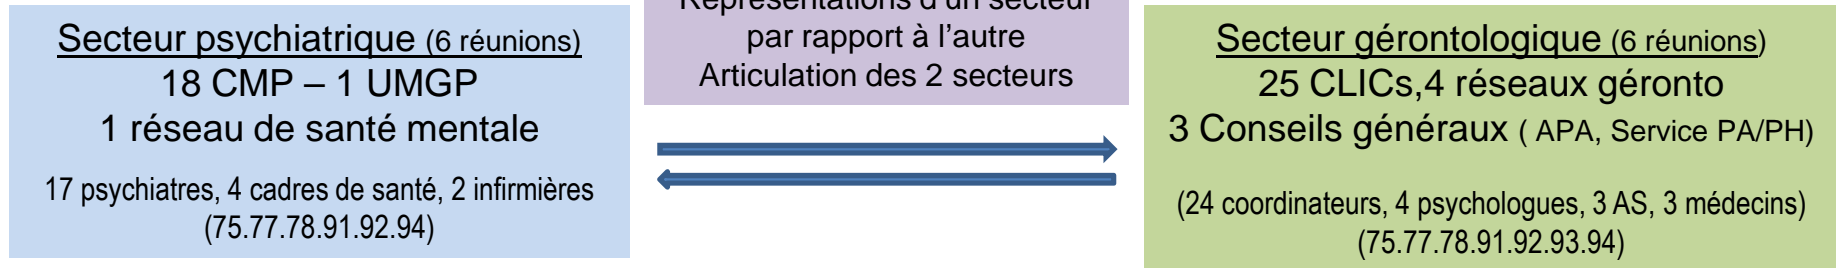 Secteur psychiatrique (6 réunions)
18 CMP – 1 UMGP
1 réseau de santé mentale
17 psychiatres, 4 cadres de santé, 2 infirmières
(75.77.78.91.92.94)
Représentations d'un secteur
par rapport à l'autre
Articulation des 2 secteurs
Secteur gérontologique (6 réunions)
25 CLICs,4 réseaux géronto
3 Conseils généraux ( APA, Service PA/PH)
(24 coordinateurs, 4 psychologues, 3 AS, 3 médecins)
(75.77.78.91.92.93.94)